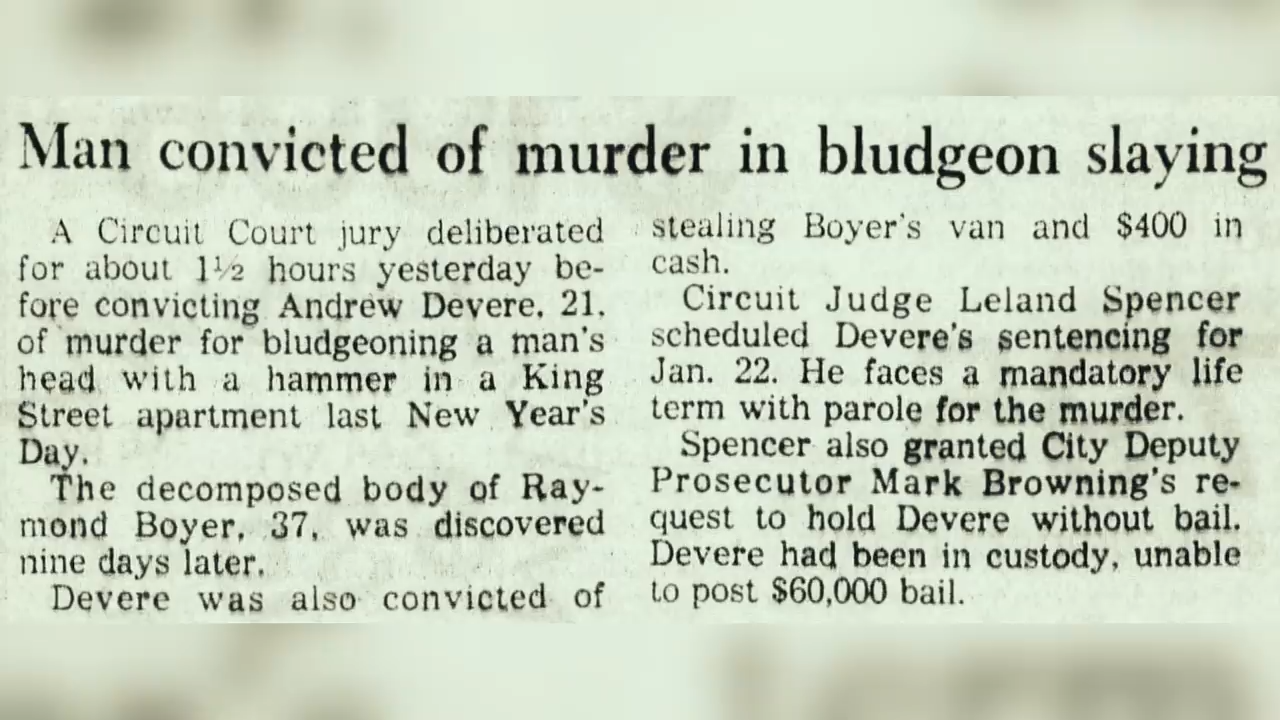 Man convicted of murder in bludgeon slaying
A Circuit Court jury deliberated
for about 1½ hours yesterday be-
fore convicting Andrew Devere, 21,
of murder for bludgeoning a man's
head with a hammer in a King
Street apartment last New Year's
Day.
The decomposed body of Ray-
mond Boyer, 37, was discovered
nine days later.
Devere was also convicted of
stealing Boyer's van and $400 in
cash.
Circuit Judge Leland Spencer
scheduled Devere's sentencing for
Jan. 22. He faces a mandatory life
term with parole for the murder.
Spencer also granted City Deputy
Prosecutor Mark Browning's re-
quest to hold Devere without bail.
Devere had been in custody, unable
to post $60,000 bail.